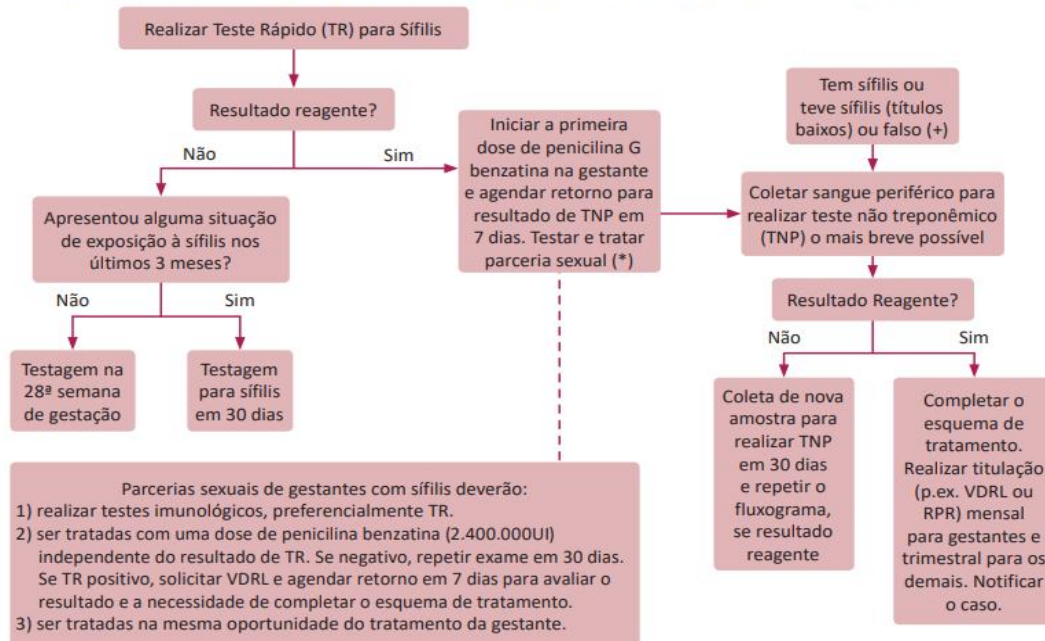 Realizar Teste Rápido (TR) para Sífilis
Resultado reagente?
Não
Sim
Apresentou alguma situação
de exposição à sífilis nos
últimos 3 meses?
Não
Sim
Testagem na
28ª semana
de gestação
Testagem
para sífilis
em 30 dias
Iniciar a primeira
dose de penicilina G
benzatina na gestante
e agendar retorno para
resultado de TNP em
7 dias. Testar e tratar
parceria sexual (*)
Tem sífilis ou
teve sífilis (títulos
baixos) ou falso (+)
Coletar sangue periférico para
realizar teste não treponêmico
(TNP) o mais breve possível
Resultado Reagente?
Não
Sim
Coleta de nova
amostra para
realizar TNP
em 30 dias
e repetir o
fluxograma,
se resultado
reagente
Completar o
esquema de
tratamento.
Realizar titulação
(p.ex. VDRL ou
RPR) mensal
para gestantes e
trimestral para os
demais. Notificar
o caso.
Parcerias sexuais de gestantes com sífilis deverão:
1) realizar testes imunológicos, preferencialmente TR.
2) ser tratadas com uma dose de penicilina benzatina (2.400.000UI)
independente do resultado de TR. Se negativo, repetir exame em 30 dias.
Se TR positivo, solicitar VDRL e agendar retorno em 7 dias para avaliar o
resultado e a necessidade de completar o esquema de tratamento.
3) ser tratadas na mesma oportunidade do tratamento da gestante.